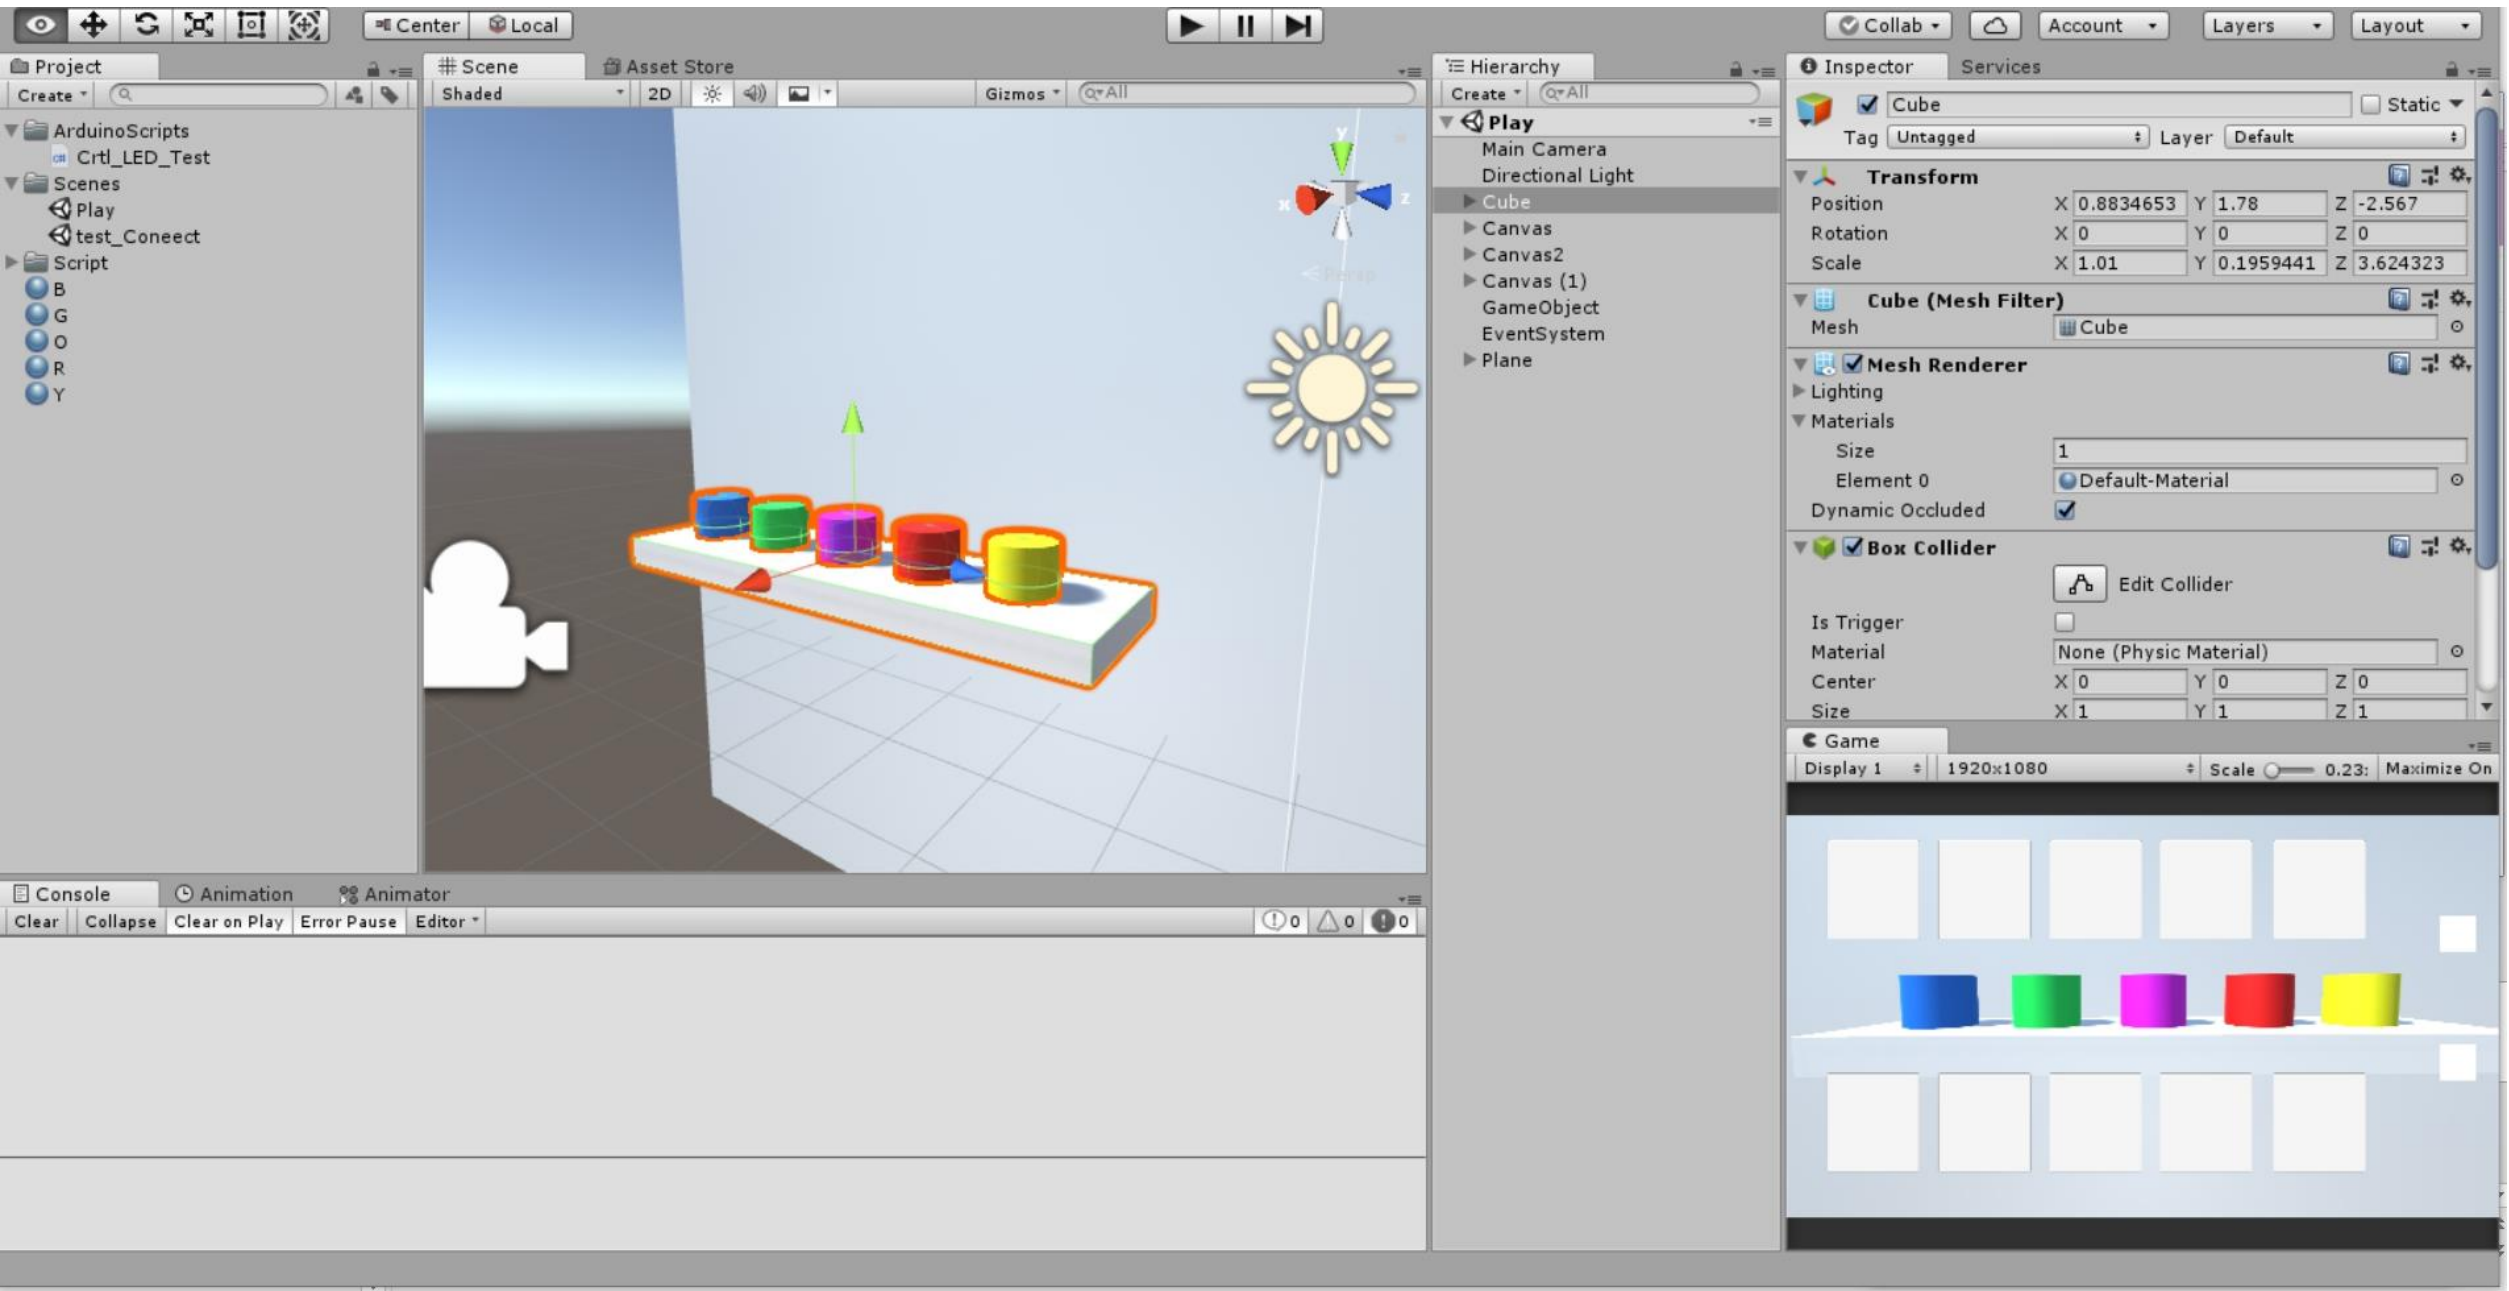 Center Local Collab Account Layers Layout
Project
Create
ArduinoScripts
Crtl_LED_Test
Scenes
Play
test_Coneect
Script
B
G
O
R
Y
Scene Asset Store
Shaded 2D Gizmos All
y
x z
Persp
Hierarchy
Create All
Play
Main Camera
Directional Light
Cube
Canvas
Canvas2
Canvas (1)
GameObject
EventSystem
Plane
Inspector Services
Cube Static
Tag Untagged Layer Default
Transform
Position X 0.8834653 Y 1.78 Z -2.567
Rotation X 0 Y 0 Z 0
Scale X 1.01 Y 0.1959441 Z 3.624323
Cube (Mesh Filter)
Mesh Cube
Mesh Renderer
Lighting
Materials
Size 1
Element 0 Default-Material
Dynamic Occluded
Box Collider
Edit Collider
Is Trigger
Material None (Physic Material)
Center X 0 Y 0 Z 0
Size X 1 Y 1 Z 1
Game
Display 1 1920x1080 Scale 0.23: Maximize On
Console Animation Animator
Clear Collapse Clear on Play Error Pause Editor 0 0 0